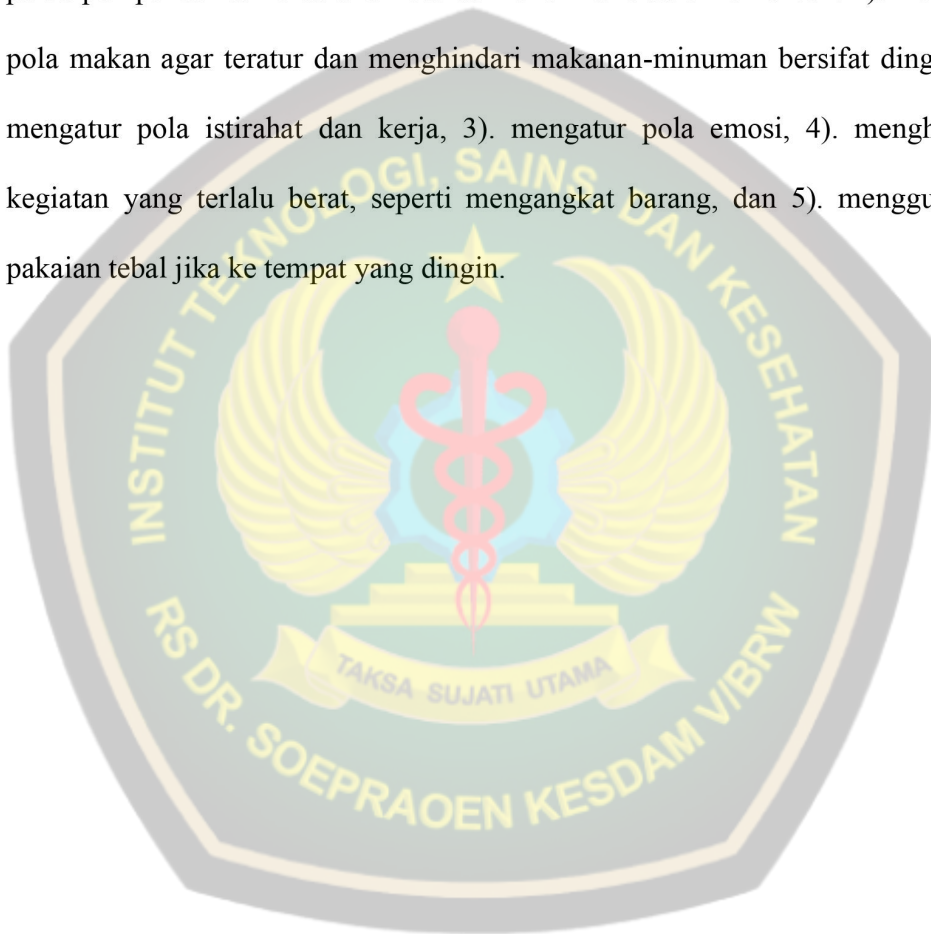 pola makan agar teratur dan menghindari makanan-minuman bersifat ding
mengatur pola istirahat dan kerja, 3). mengatur pola emosi, 4). mengh
kegiatan yang terlalu berat, seperti mengangkat barang, dan 5). menggu
pakaian tebal jika ke tempat yang dingin.
INSTITUT TEKNOLOGI, SAINS, DAN KESEHATAN
TAKSA SUJATI UTAMA
RS DR. SOEPRAOEN KESDAM V/BRW